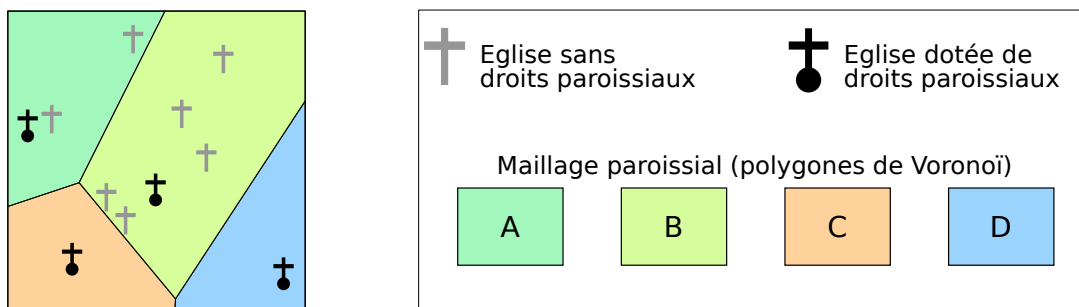 Eglise sans
droits paroissiaux
Eglise dotée de
droits paroissiaux
Maillage paroissial (polygones de Voronoï)
A
B
C
D